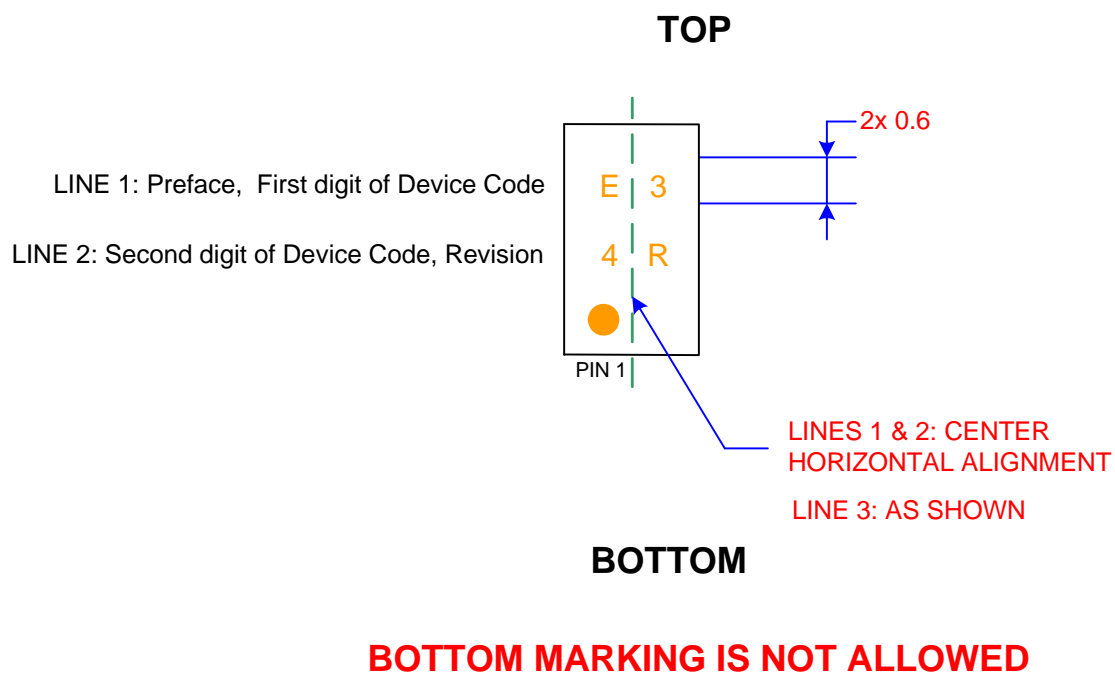 TOP
2x 0.6
LINE 1: Preface,  First digit of Device Code
E 3
LINE 2: Second digit of Device Code, Revision
4 R
PIN 1
LINES 1 & 2: CENTER
HORIZONTAL ALIGNMENT
LINE 3: AS SHOWN
BOTTOM
BOTTOM MARKING IS NOT ALLOWED